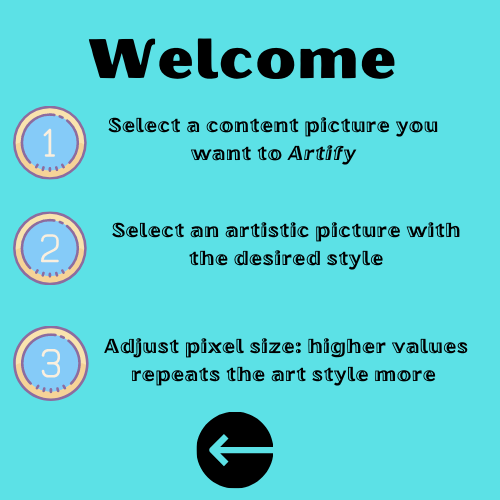 Welcome
1
Select a content picture you
want to Artify
2
Select an artistic picture with
the desired style
3
Adjust pixel size: higher values
repeats the art style more